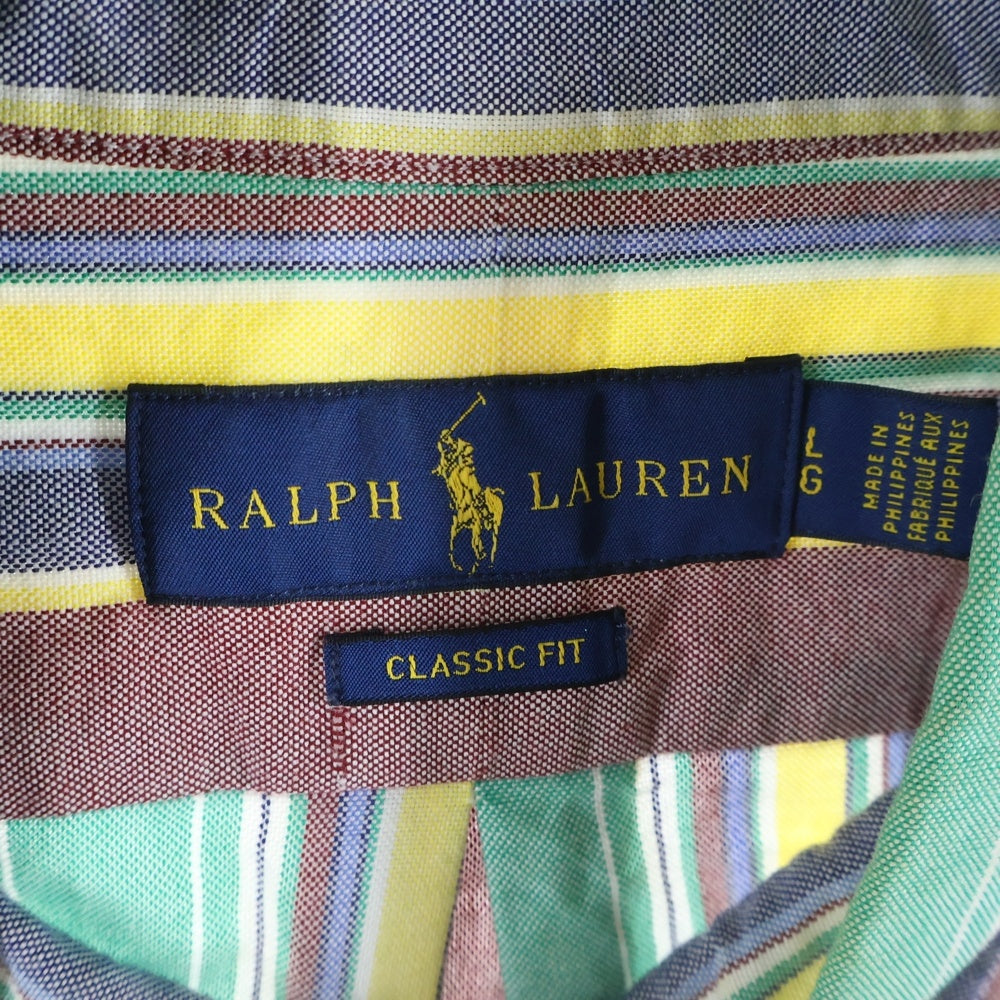 RALPH LAUREN
L
G
MADE IN
PHILIPPINES
FABRIQUÉ AUX
PHILIPPINES
CLASSIC FIT